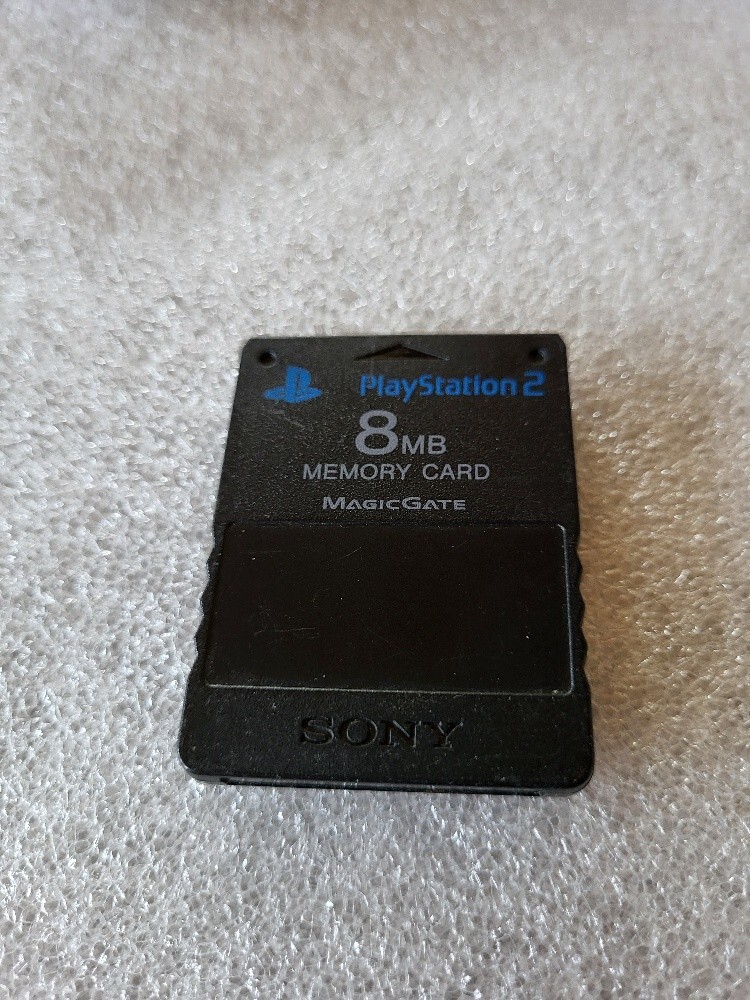 PlayStation 2
8MB
MEMORY CARD
MAGICGATE
SONY